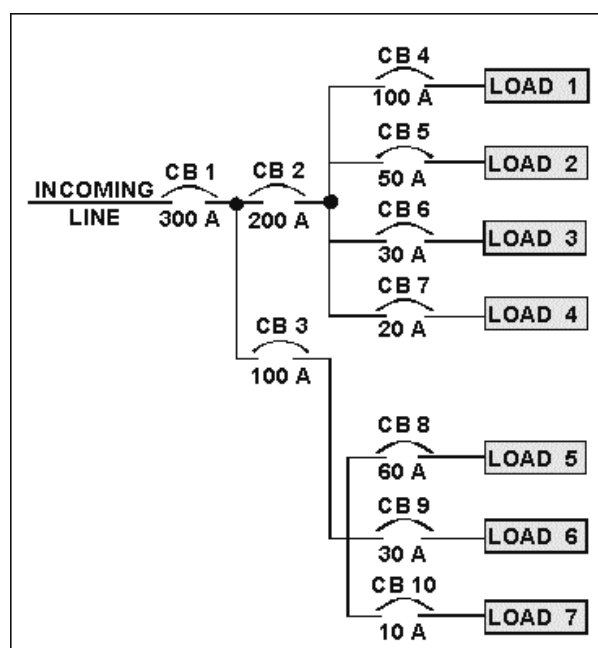 CB 4
100 A
LOAD 1
CB 5
50 A
LOAD 2
CB 1
CB 2
INCOMING
LINE
300 A
200 A
CB 6
30 A
LOAD 3
CB 7
20 A
LOAD 4
CB 3
100 A
CB 8
60 A
LOAD 5
CB 9
30 A
LOAD 6
CB 10
10 A
LOAD 7